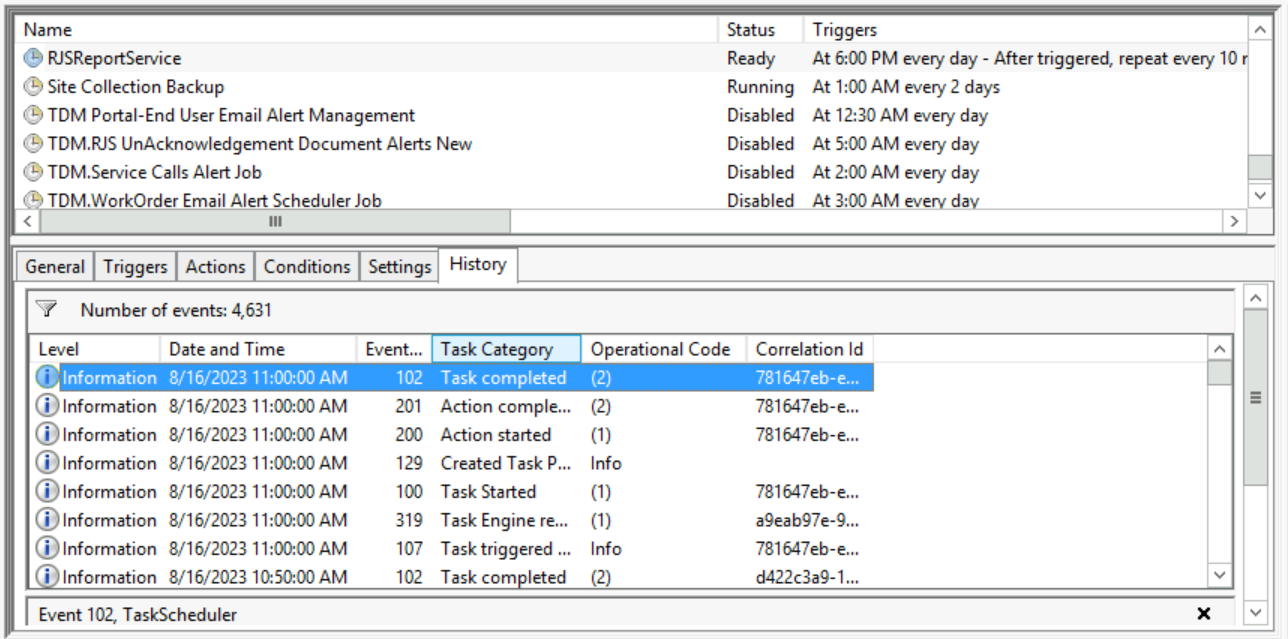 Name Status Triggers
RJSReportService Ready At 6:00 PM every day - After triggered, repeat every 10 r
Site Collection Backup Running At 1:00 AM every 2 days
TDM Portal-End User Email Alert Management Disabled At 12:30 AM every day
TDM.RJS UnAcknowledgement Document Alerts New Disabled At 5:00 AM every day
TDM.Service Calls Alert Job Disabled At 2:00 AM every day
TDM.WorkOrder Email Alert Scheduler Job Disabled At 3:00 AM every day
General Triggers Actions Conditions Settings History
Number of events: 4,631
Level Date and Time Event... Task Category Operational Code Correlation Id
Information 8/16/2023 11:00:00 AM 102 Task completed (2) 781647eb-e...
Information 8/16/2023 11:00:00 AM 201 Action comple... (2) 781647eb-e...
Information 8/16/2023 11:00:00 AM 200 Action started (1) 781647eb-e...
Information 8/16/2023 11:00:00 AM 129 Created Task P... Info
Information 8/16/2023 11:00:00 AM 100 Task Started (1) 781647eb-e...
Information 8/16/2023 11:00:00 AM 319 Task Engine re... (1) a9eab97e-9...
Information 8/16/2023 11:00:00 AM 107 Task triggered ... Info 781647eb-e...
Information 8/16/2023 10:50:00 AM 102 Task completed (2) d422c3a9-1...
Event 102, TaskScheduler